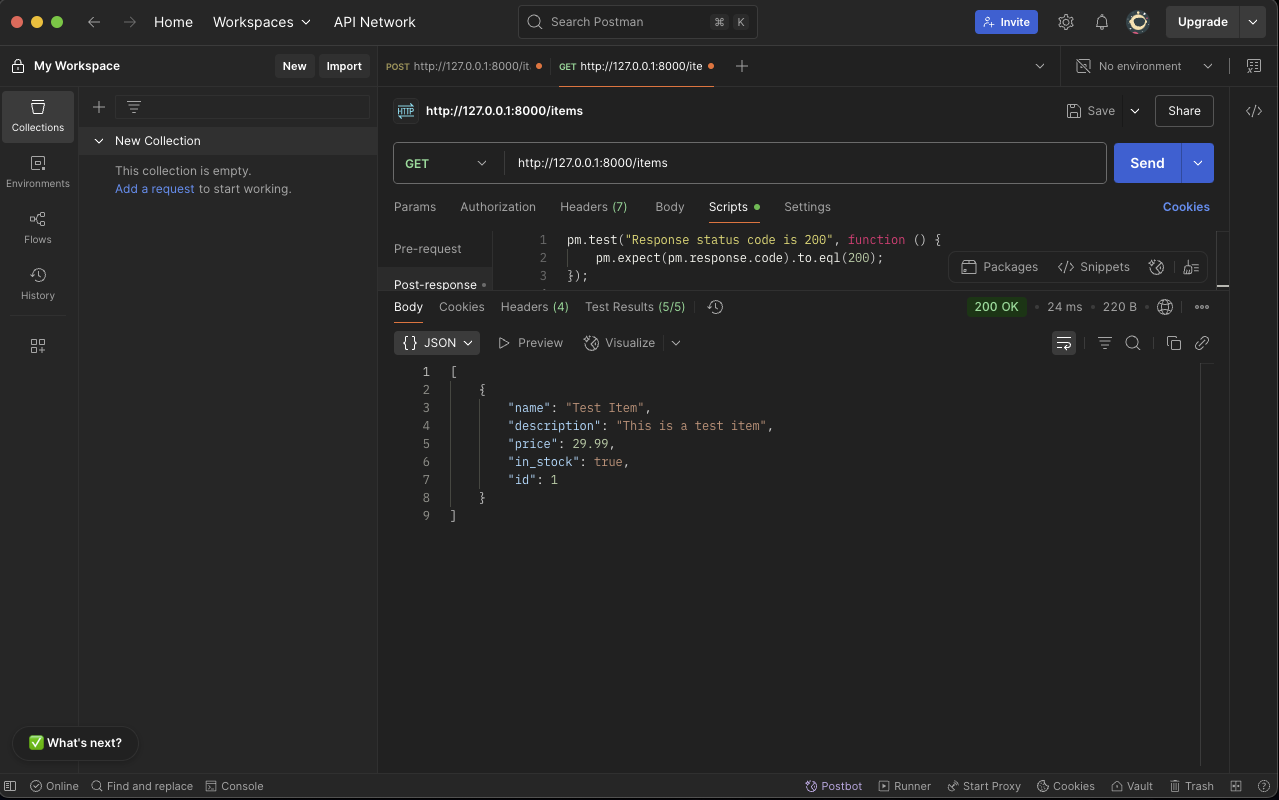 Home Workspaces API Network Search Postman ⌘ K Invite Upgrade
My Workspace New Import
POST http://127.0.0.1:8000/it GET http://127.0.0.1:8000/ite No environment
Collections
Environments
Flows
History
New Collection
This collection is empty.
Add a request to start working.
HTTP http://127.0.0.1:8000/items Save Share
GET http://127.0.0.1:8000/items Send
Params Authorization Headers (7) Body Scripts Settings Cookies
Pre-request
Post-response
1 pm.test("Response status code is 200", function () {
2 pm.expect(pm.response.code).to.eql(200);
3 });
Packages Snippets
Body Cookies Headers (4) Test Results (5/5) 200 OK 24 ms 220 B
{} JSON Preview Visualize
1 [
2 {
3 "name": "Test Item",
4 "description": "This is a test item",
5 "price": 29.99,
6 "in_stock": true,
7 "id": 1
8 }
9 ]
What's next?
Online Find and replace Console Postbot Runner Start Proxy Cookies Vault Trash